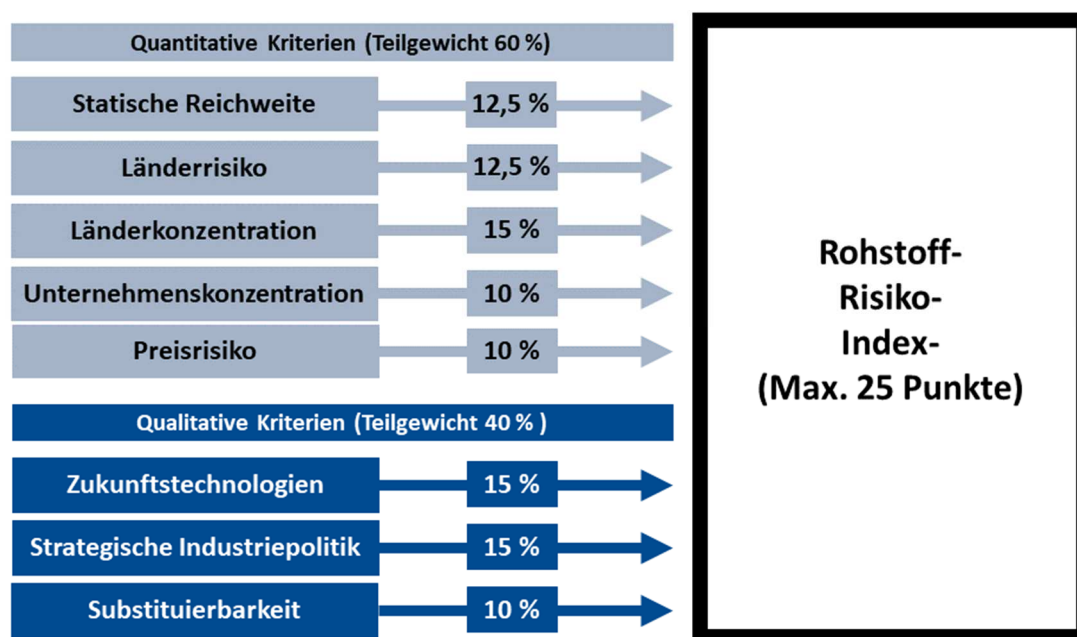 Quantitative Kriterien (Teilgewicht 60 %)
Statische Reichweite 12,5 %
Länderrisiko 12,5 %
Länderkonzentration 15 %
Unternehmenskonzentration 10 %
Preisrisiko 10 %
Qualitative Kriterien (Teilgewicht 40 % )
Zukunftstechnologien 15 %
Strategische Industriepolitik 15 %
Substituierbarkeit 10 %
Rohstoff-
Risiko-
Index-
(Max. 25 Punkte)